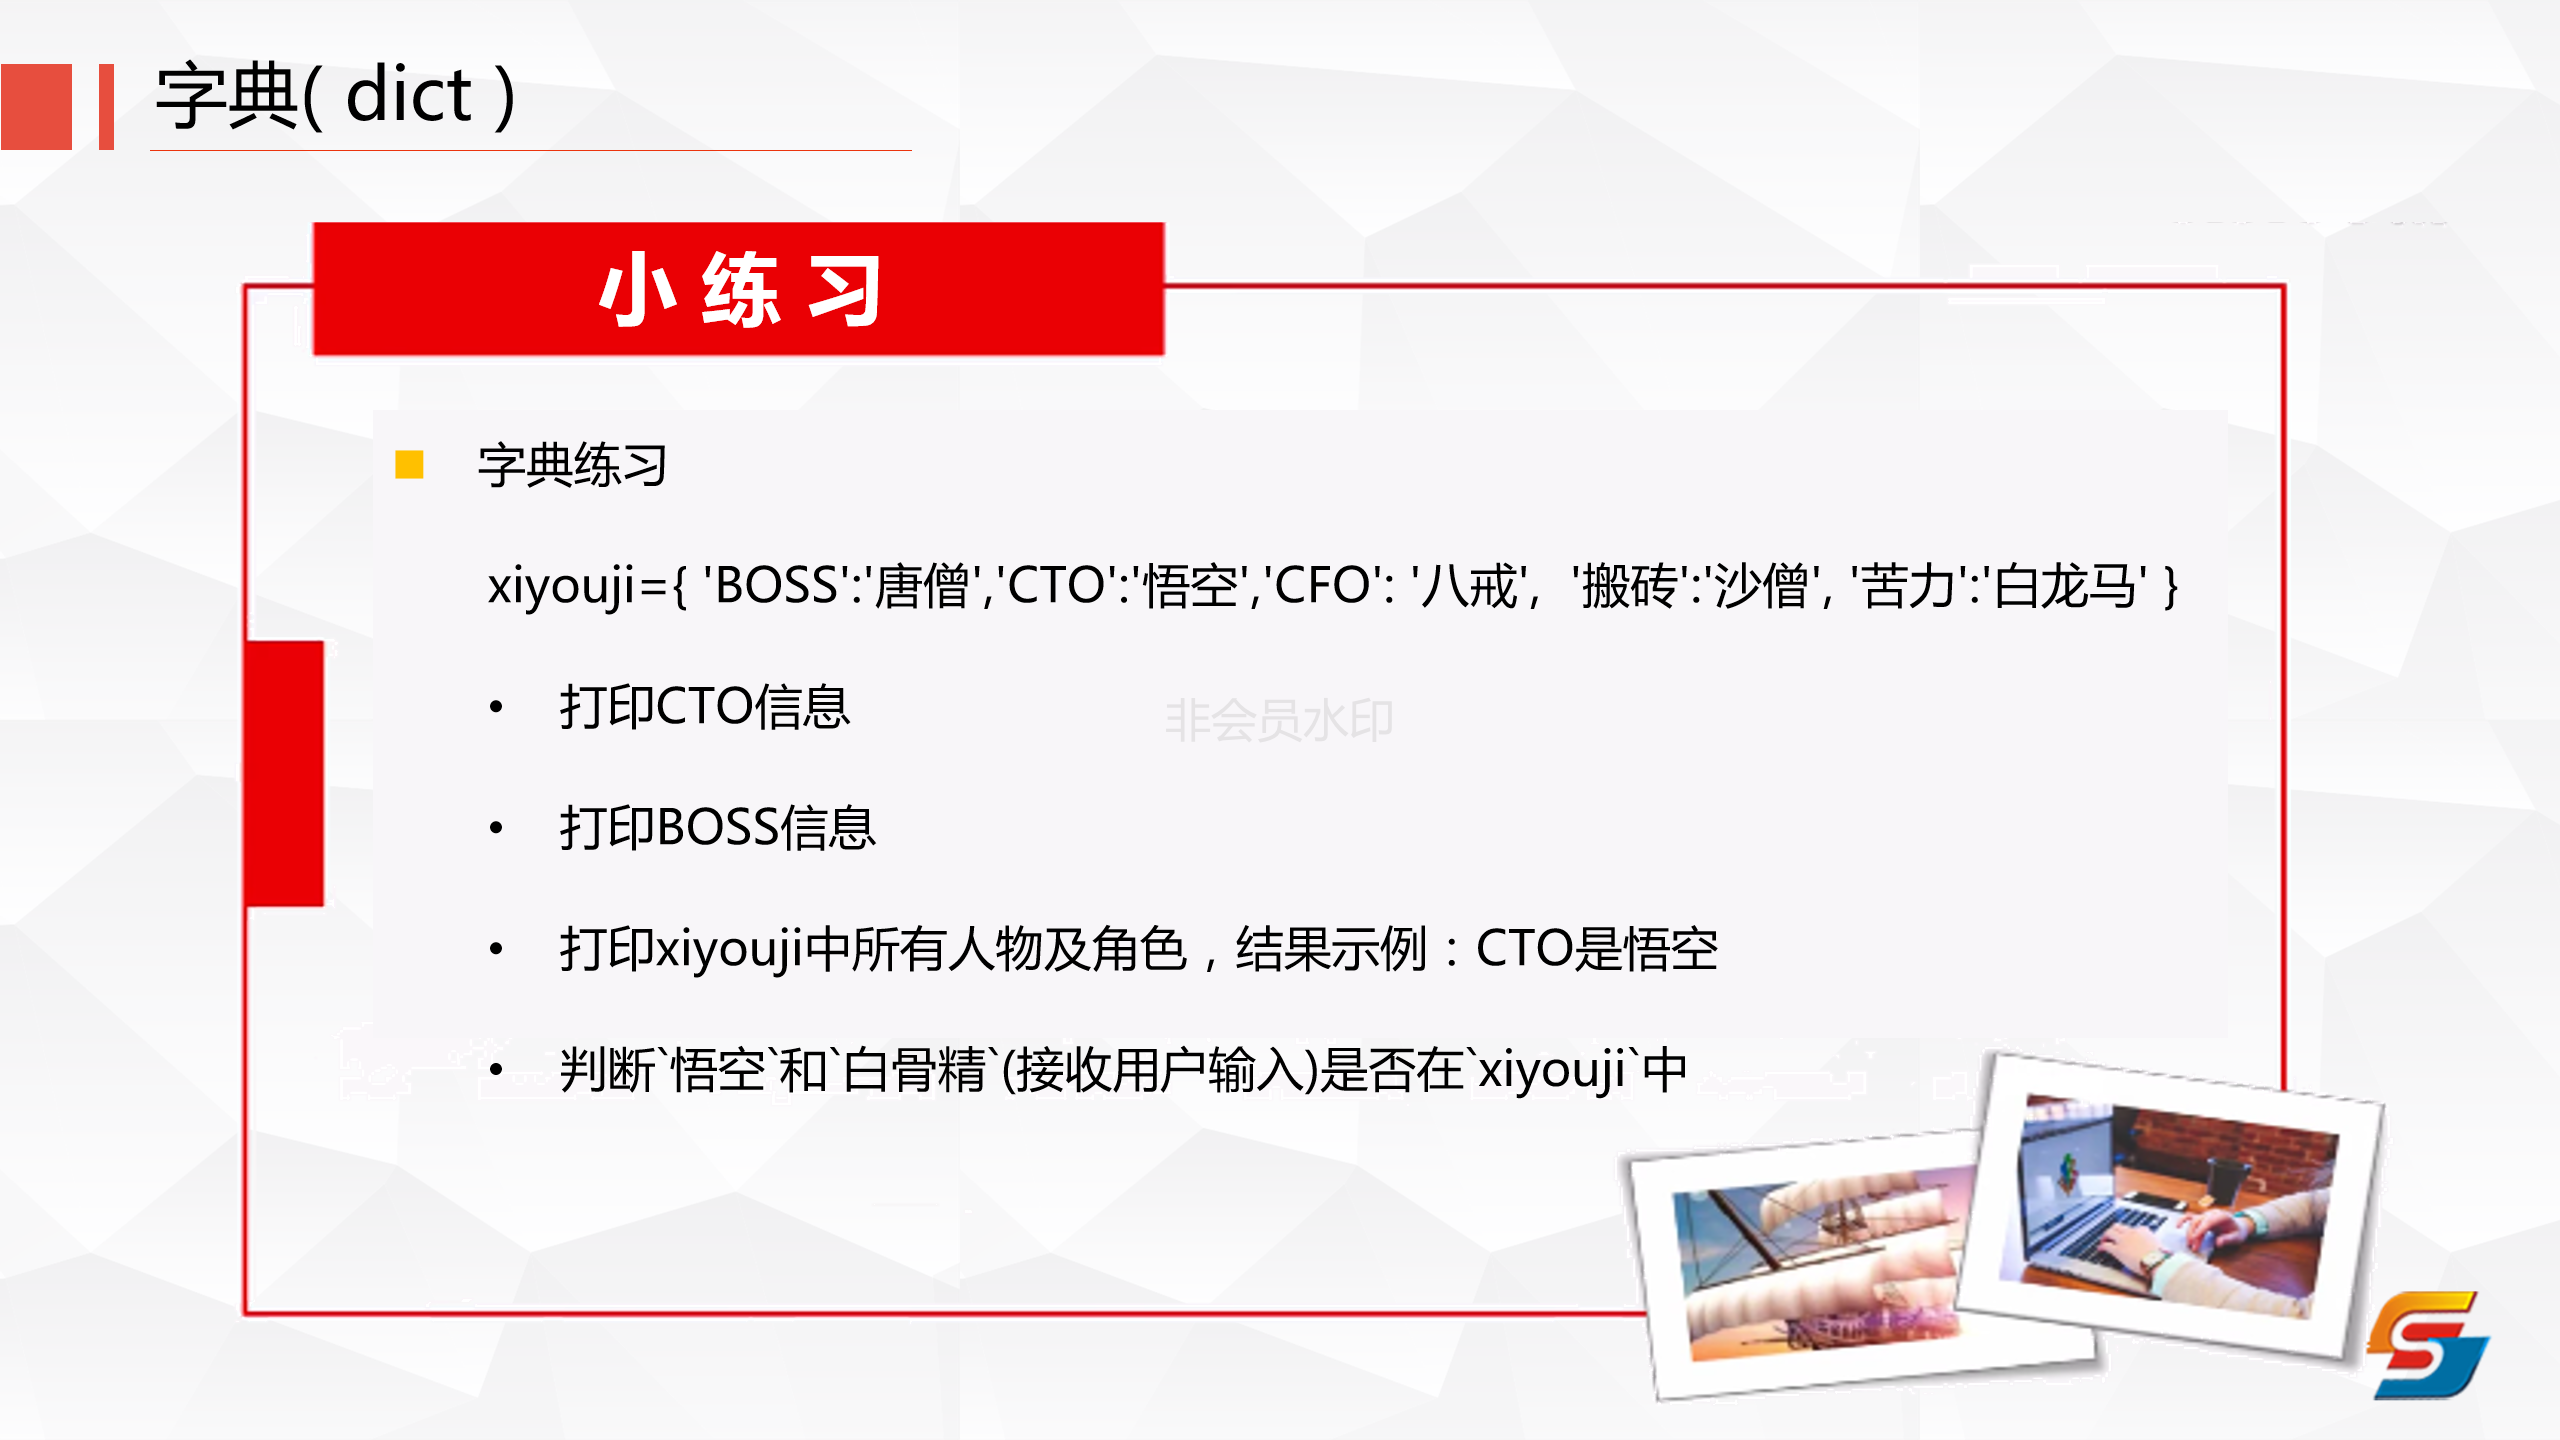 字典( dict )
小 练 习
字典练习
xiyouji={ 'BOSS':'唐僧','CTO':'悟空','CFO': '八戒',  '搬砖':'沙僧', '苦力':'白龙马' }
• 打印CTO信息
非会员水印
• 打印BOSS信息
• 打印xiyouji中所有人物及角色，结果示例：CTO是悟空
• 判断`悟空`和`白骨精`(接收用户输入)是否在`xiyouji`中